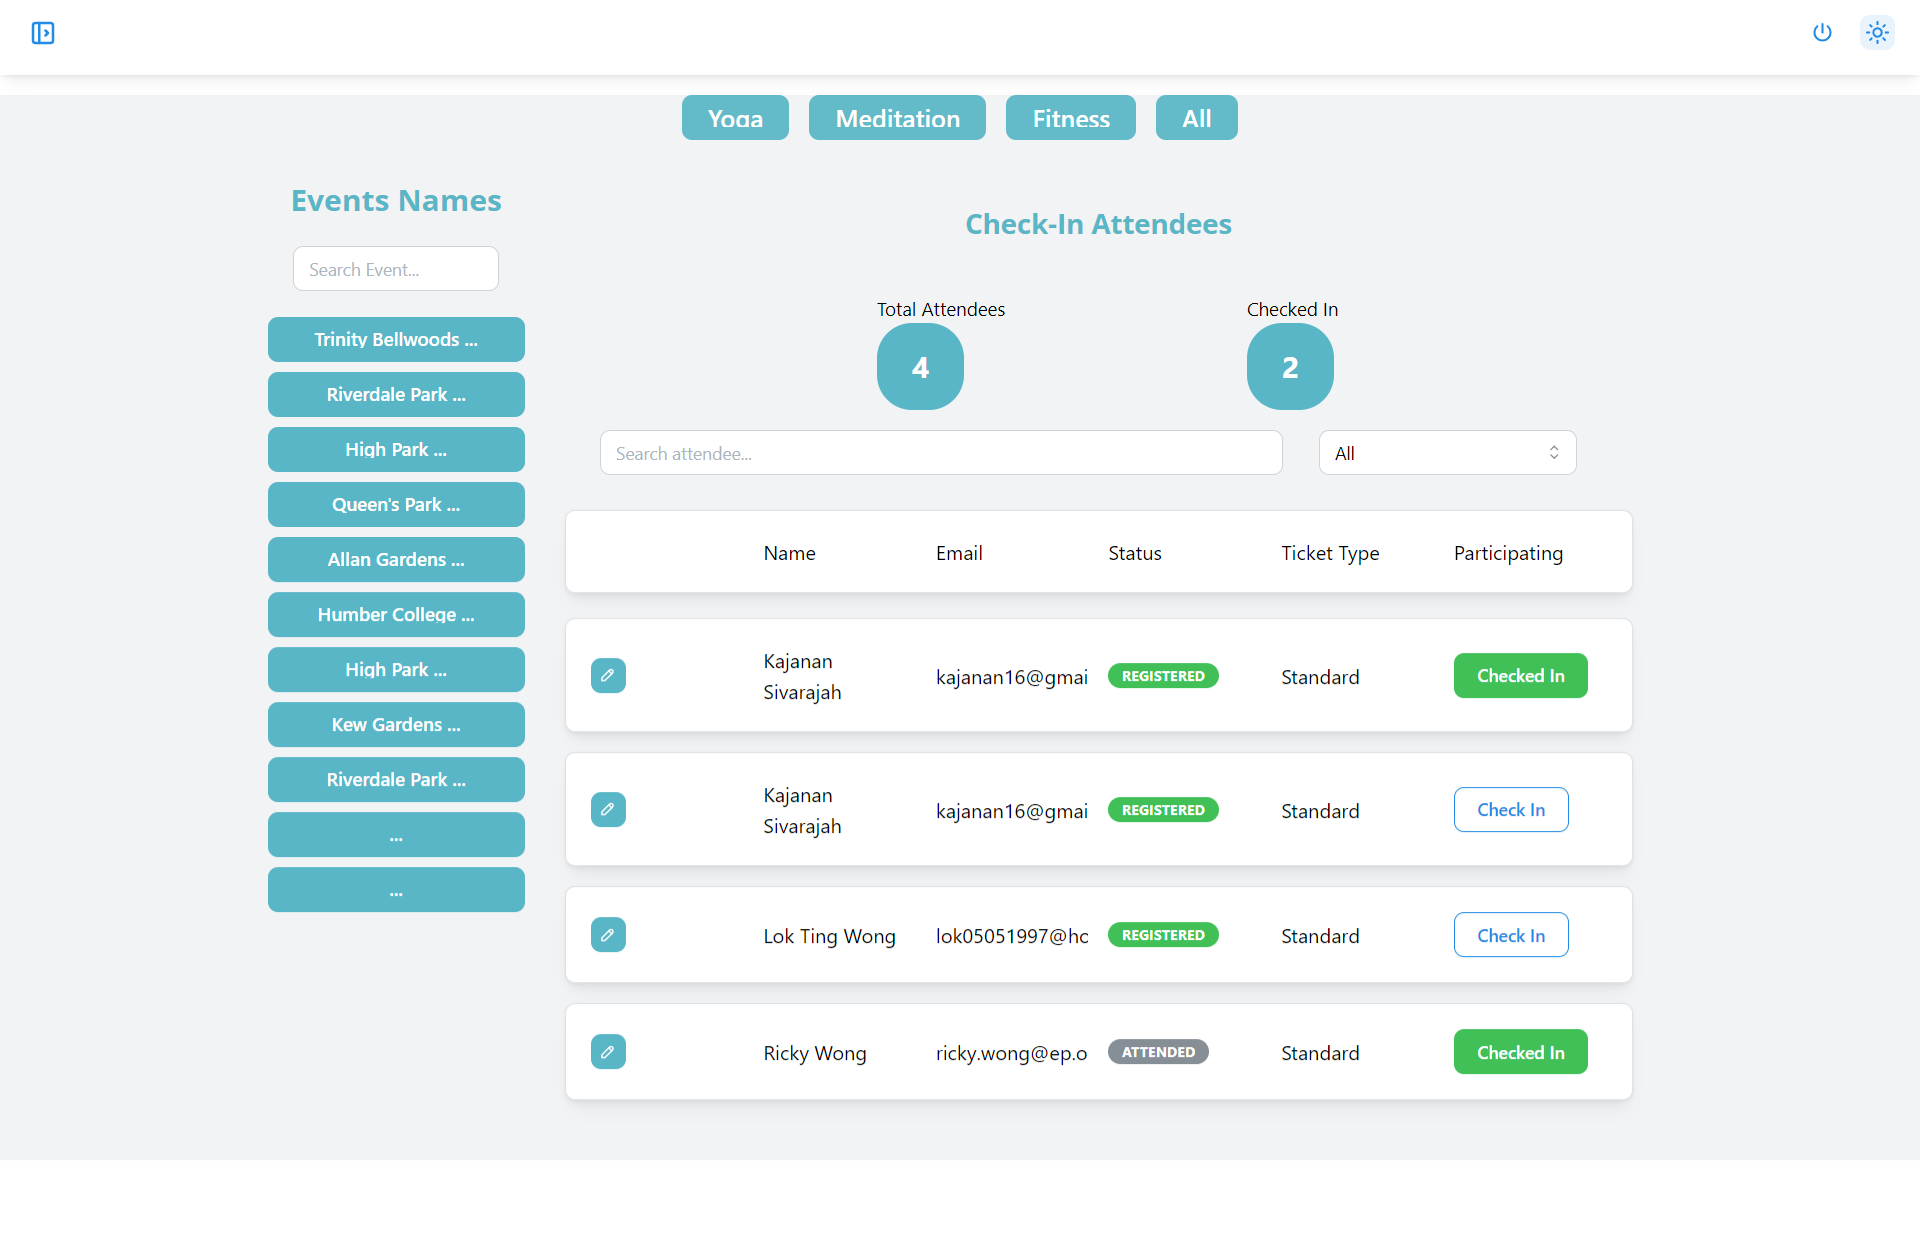 Yoga Meditation Fitness All
Events Names
Search Event...
Trinity Bellwoods ...
Riverdale Park ...
High Park ...
Queen's Park ...
Allan Gardens ...
Humber College ...
High Park ...
Kew Gardens ...
Riverdale Park ...
...
...
Check-In Attendees
Total Attendees Checked In
4 2
Search attendee... All
Name Email Status Ticket Type Participating
Kajanan
Sivarajah
kajanan16@gmai REGISTERED Standard Checked In
Kajanan
Sivarajah
kajanan16@gmai REGISTERED Standard Check In
Lok Ting Wong lok05051997@hc REGISTERED Standard Check In
Ricky Wong ricky.wong@ep.o ATTENDED Standard Checked In